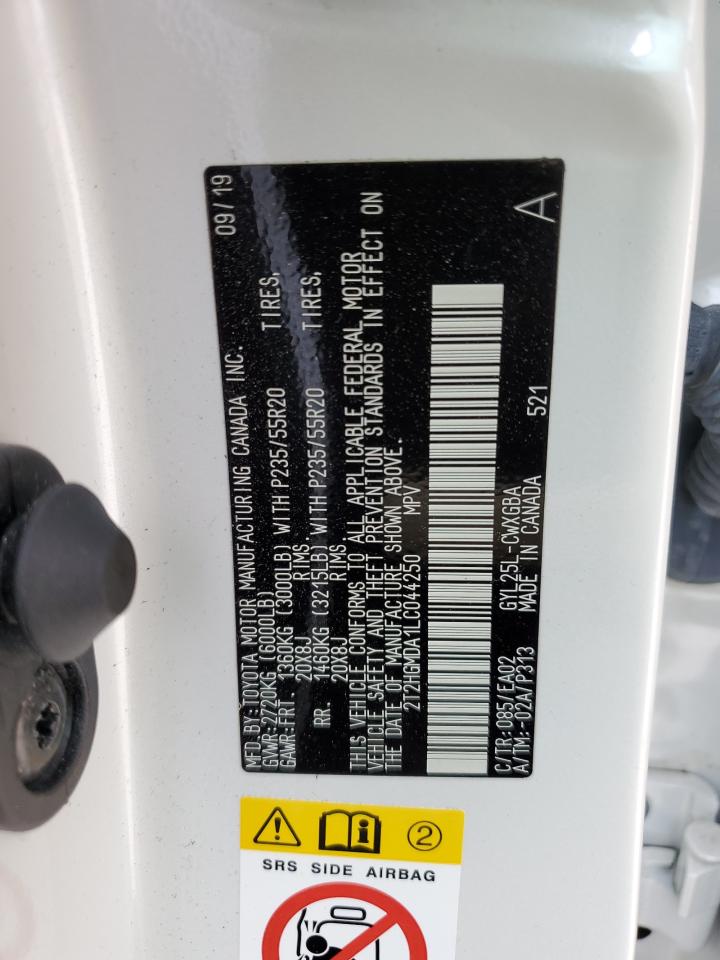 MFD.BY:TOYOTA MOTOR MANUFACTURING CANADA INC. 09/19
GVWR:2720KG (6000LB)
GAWR:FRT. 1360KG (3000LB) WITH P235/55R20 TIRES,
20X8J RIMS.
RR. 1460KG (3215LB) WITH P235/55R20 TIRES,
20X8J RIMS.
THIS VEHICLE CONFORMS TO ALL APPLICABLE FEDERAL MOTOR
VEHICLE SAFETY AND THEFT PREVENTION STANDARDS IN EFFECT ON
THE DATE OF MANUFACTURE SHOWN ABOVE.
2T2HGMDA1LC044250 MPV
C/TR:085/EA02 GYL25L-CWXGBA
A/TM:-02A/P313 MADE IN CANADA 521
A
2
SRS SIDE AIRBAG